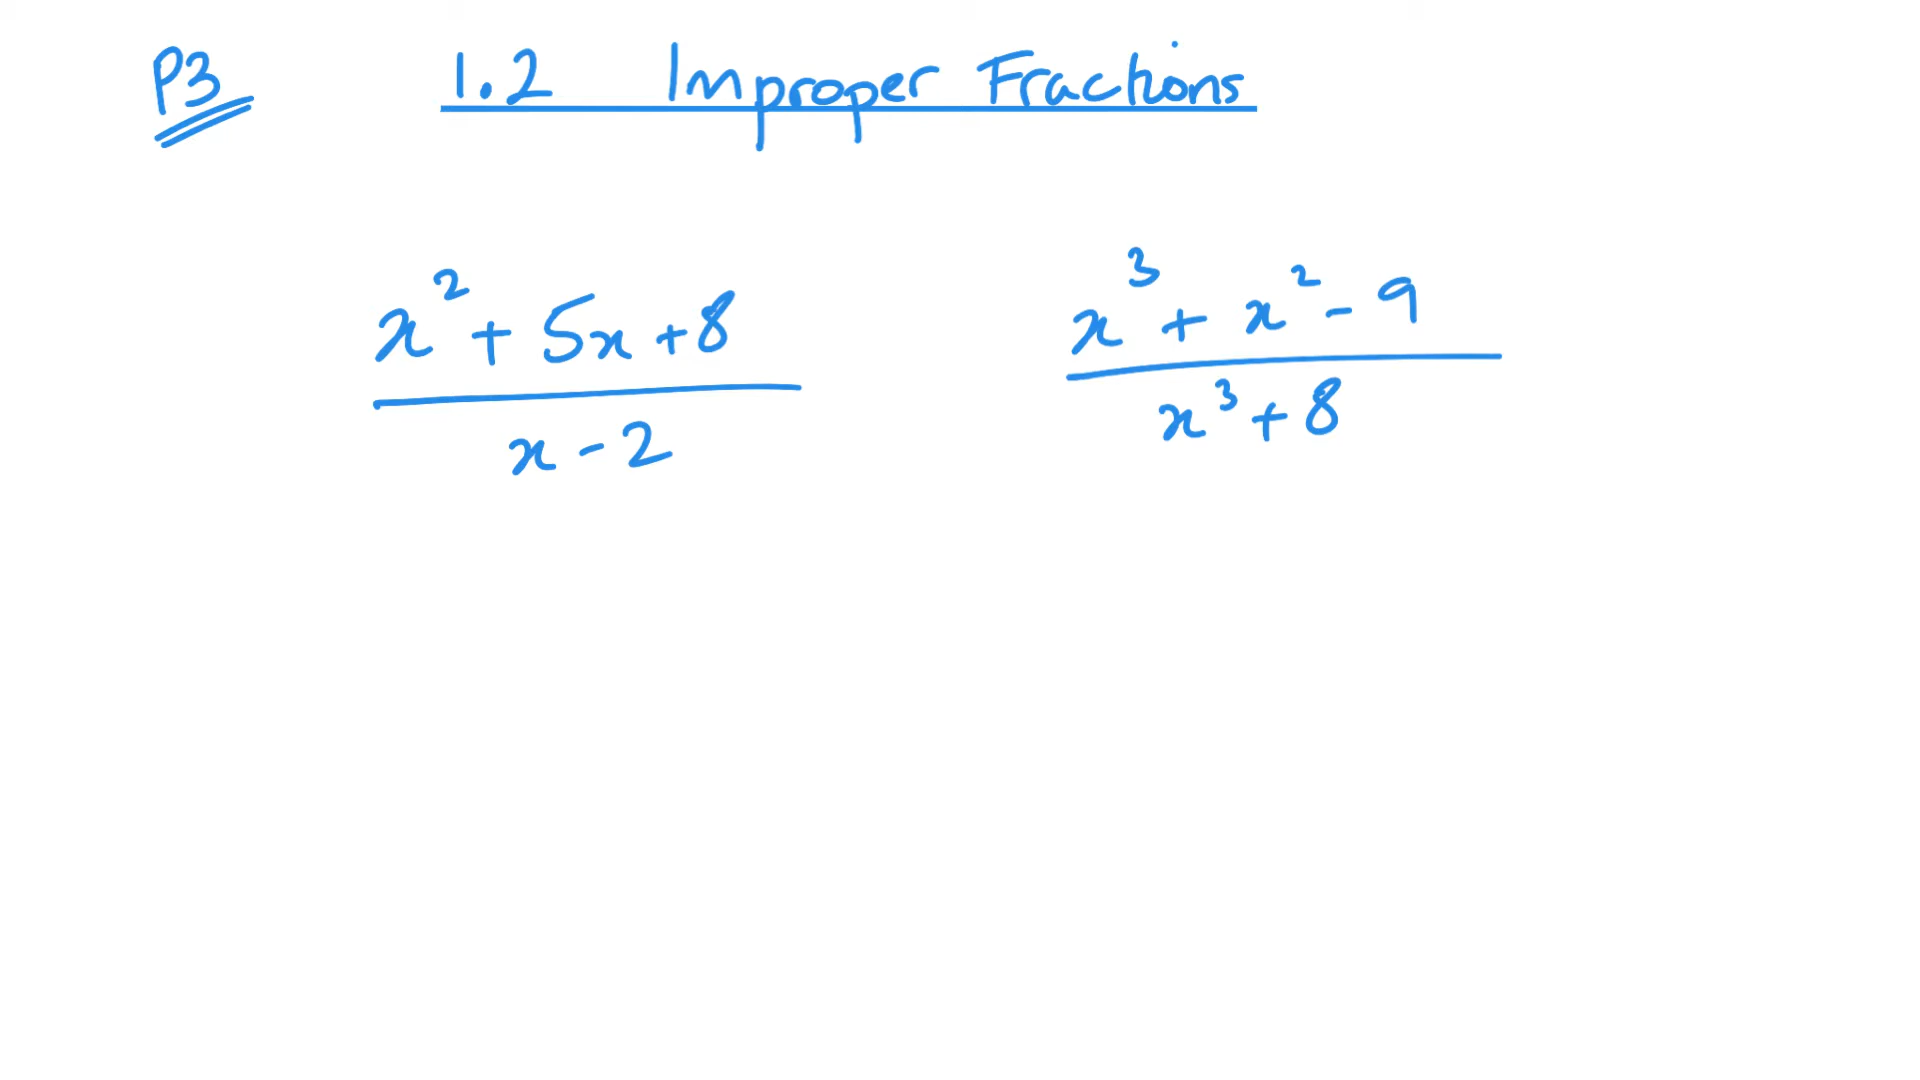 P3 1.2 Improper Fractions
x² + 5x + 8 x³ + x² - 9
x - 2 x³ + 8